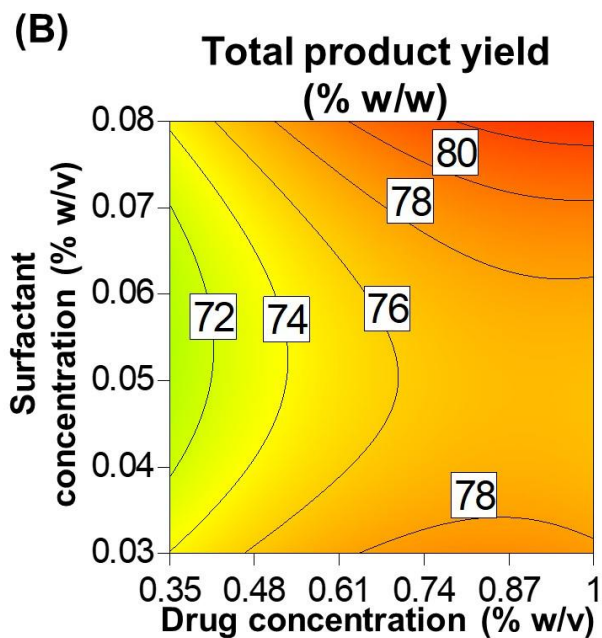 (B)
Total product yield
(% w/w)
Surfactant
concentration (% w/v)
0.08
0.07
0.06
0.05
0.04
0.03
80
78
76
74
72
78
0.35 0.48 0.61 0.74 0.87 1
Drug concentration (% w/v)